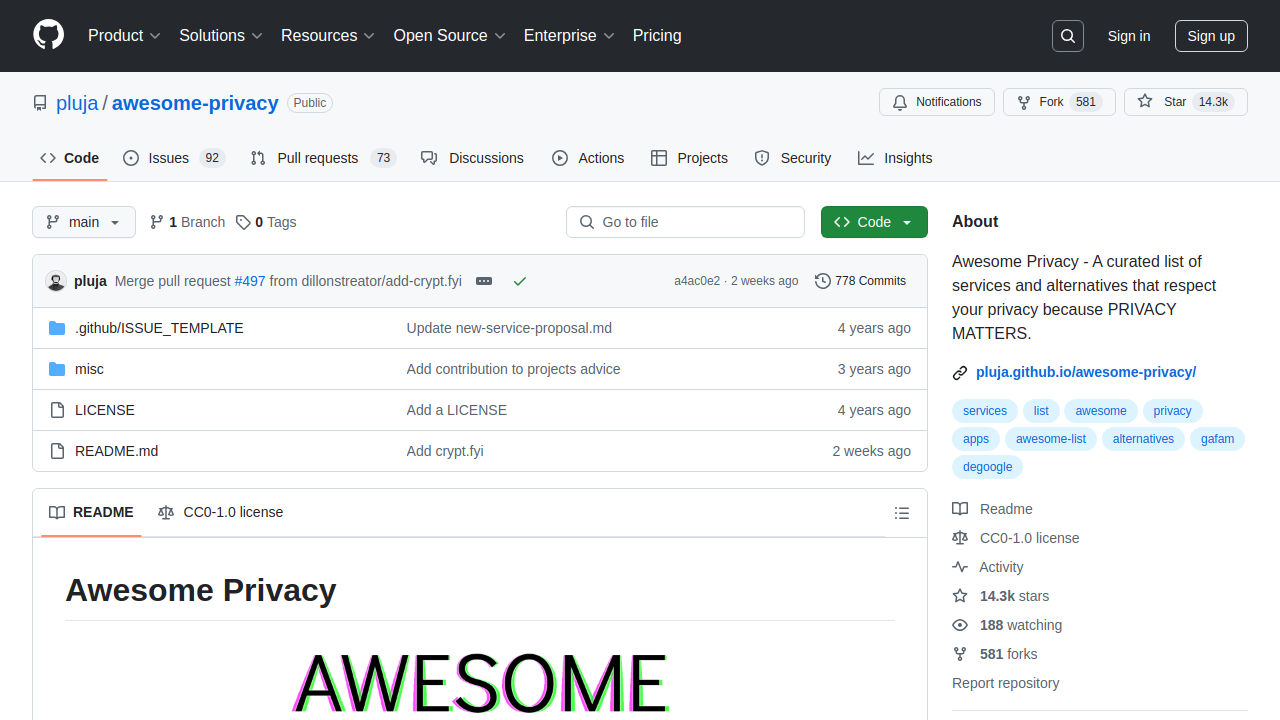 Product Solutions Resources Open Source Enterprise Pricing Sign in Sign up
pluja / awesome-privacy Public Notifications Fork 581 Star 14.3k
Code Issues 92 Pull requests 73 Discussions Actions Projects Security Insights
main 1 Branch 0 Tags Go to file Code
pluja Merge pull request #497 from dillonstreator/add-crypt.fyi a4ac0e2 · 2 weeks ago 778 Commits
.github/ISSUE_TEMPLATE Update new-service-proposal.md 4 years ago
misc Add contribution to projects advice 3 years ago
LICENSE Add a LICENSE 4 years ago
README.md Add crypt.fyi 2 weeks ago
README CC0-1.0 license
Awesome Privacy
AWESOME
About
Awesome Privacy - A curated list of
services and alternatives that respect
your privacy because PRIVACY
MATTERS.
pluja.github.io/awesome-privacy/
services list awesome privacy
apps awesome-list alternatives gafam
degoogle
Readme
CC0-1.0 license
Activity
14.3k stars
188 watching
581 forks
Report repository